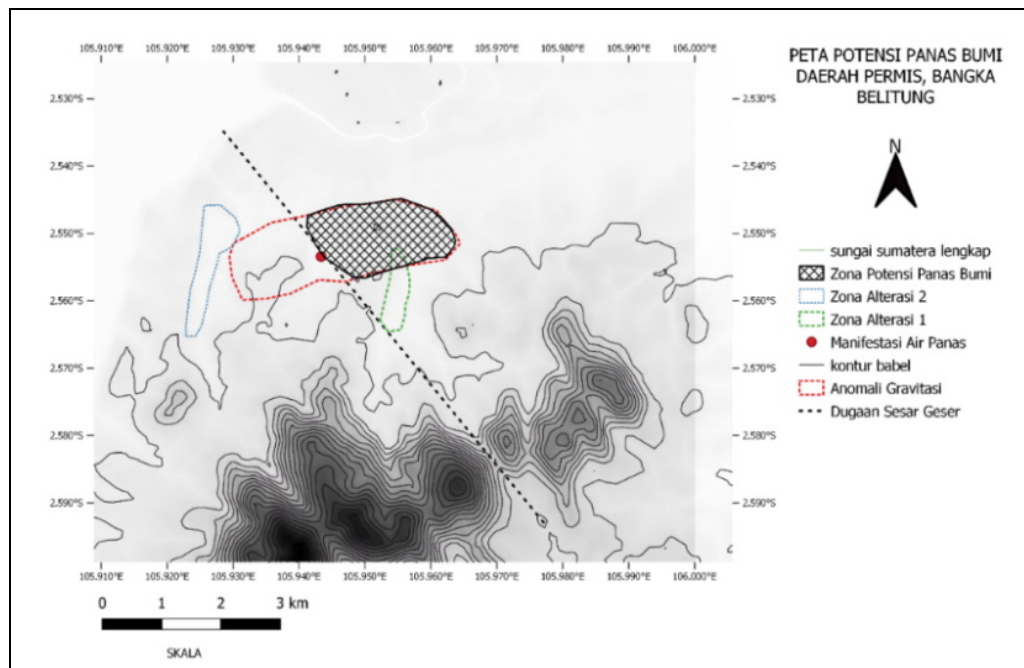 105.910°E 105.920°E 105.930°E 105.940°E 105.950°E 105.960°E 105.970°E 105.980°E 105.990°E 106.000°E
2.530°S 2.530°S
2.540°S 2.540°S
2.550°S 2.550°S
2.560°S 2.560°S
2.570°S 2.570°S
2.580°S 2.580°S
2.590°S 2.590°S
105.910°E 105.920°E 105.930°E 105.940°E 105.950°E 105.960°E 105.970°E 105.980°E 105.990°E 106.000°E
0 1 2 3 km
SKALA
PETA POTENSI PANAS BUMI
DAERAH PERMIS, BANGKA
BELITUNG
N
sungai sumatera lengkap
Zona Potensi Panas Bumi
Zona Alterasi 2
Zona Alterasi 1
Manifestasi Air Panas
kontur babel
Anomali Gravitasi
Dugaan Sesar Geser